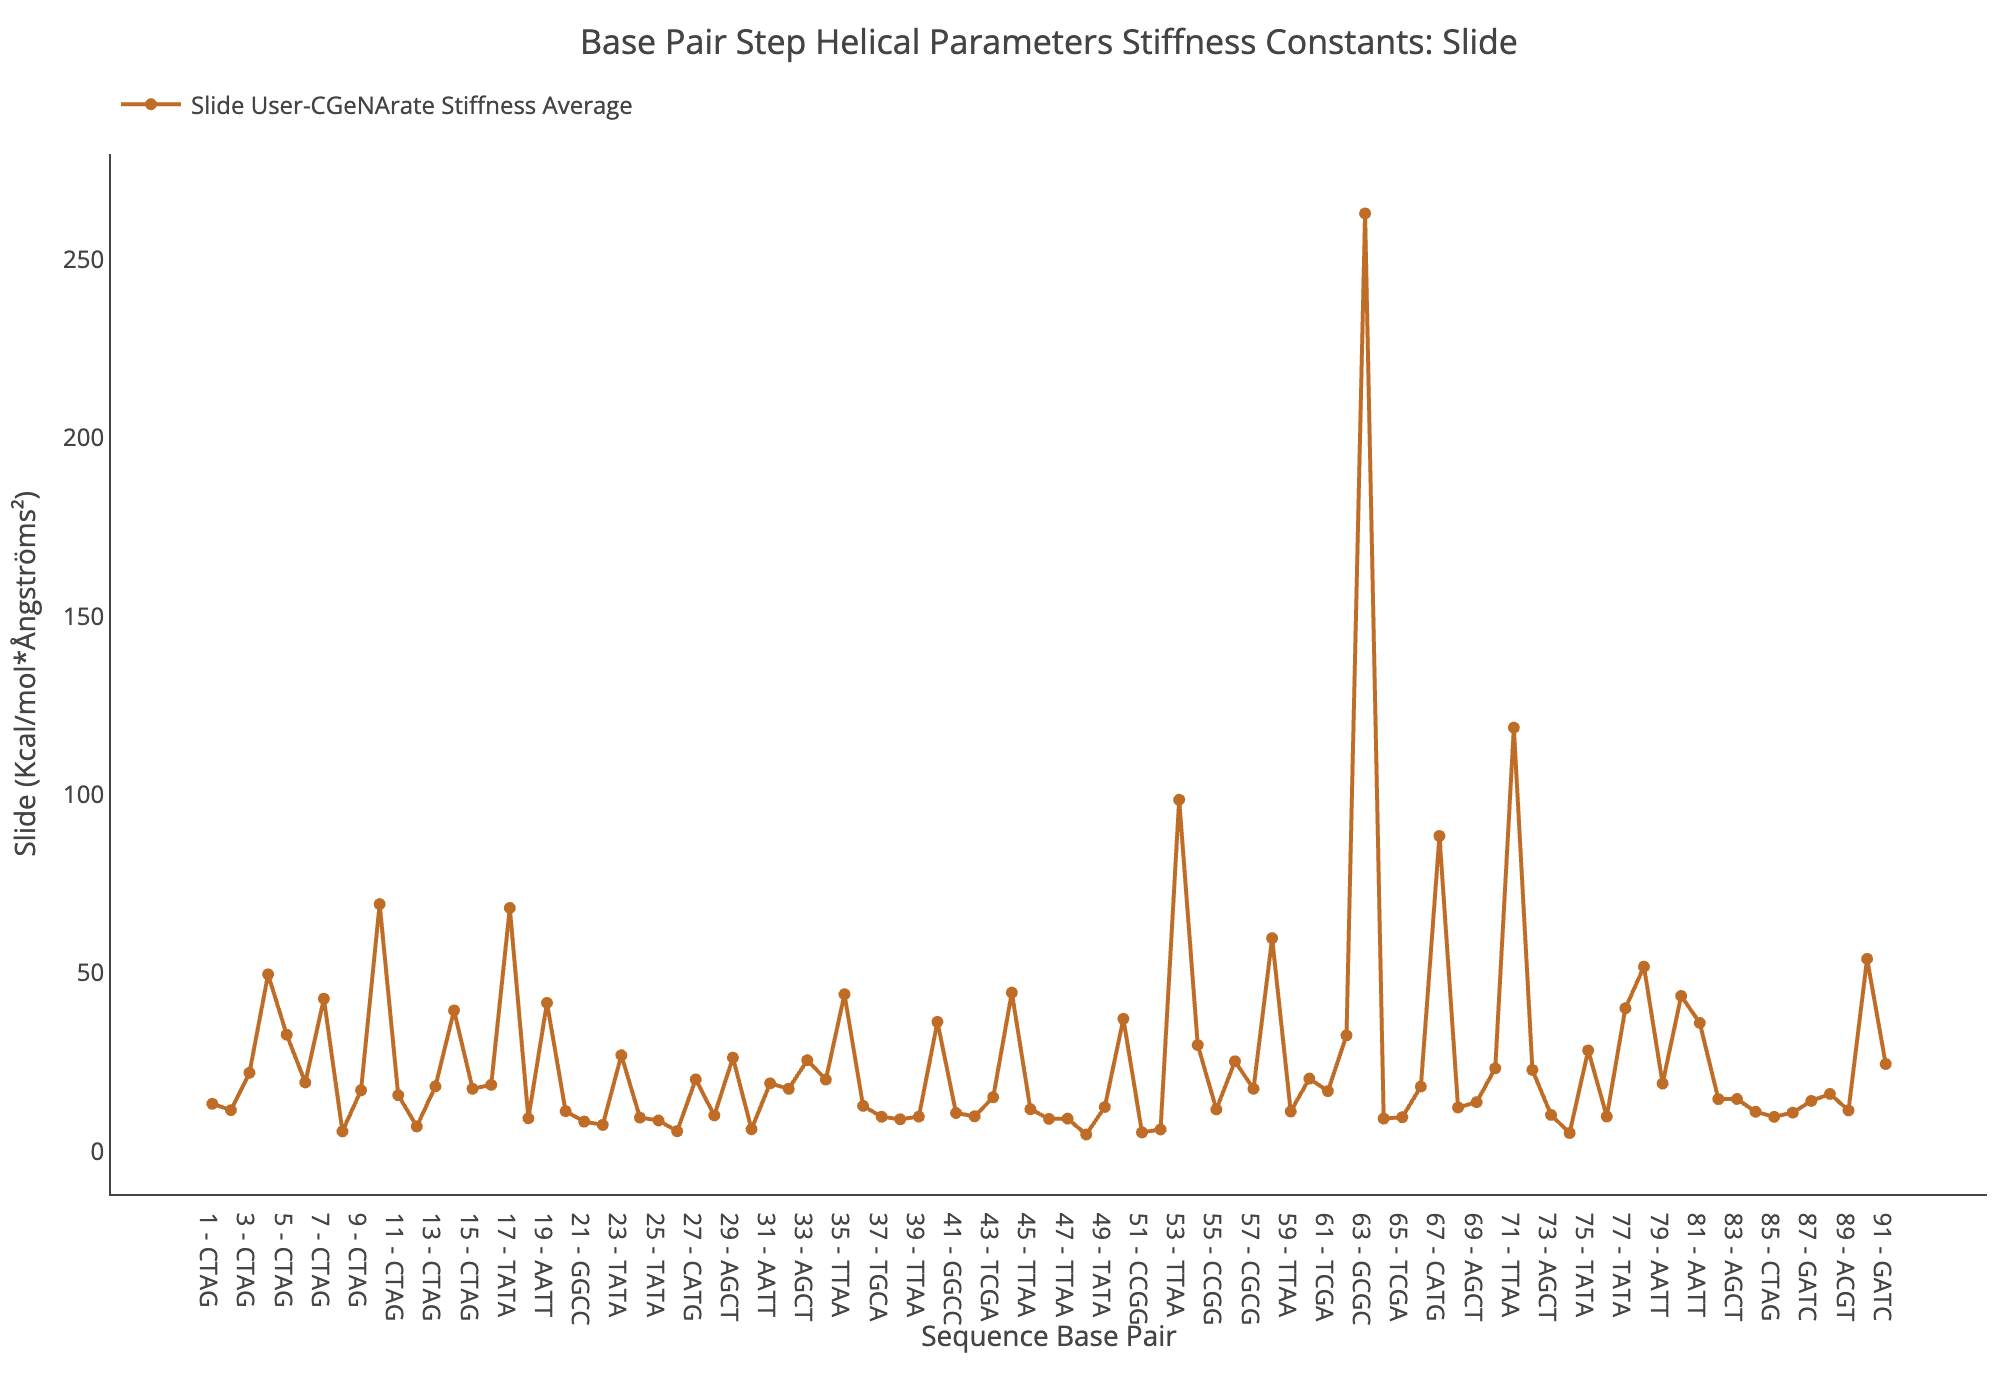 Base Pair Step Helical Parameters Stiffness Constants: Slide
Slide User-CGeNArate Stiffness Average
Slide (Kcal/mol*Ångströms²)
250
200
150
100
50
0
1 - CTAG
3 - CTAG
5 - CTAG
7 - CTAG
9 - CTAG
11 - CTAG
13 - CTAG
15 - CTAG
17 - TATA
19 - AATT
21 - GGCC
23 - TATA
25 - TATA
27 - CATG
29 - AGCT
31 - AATT
33 - AGCT
35 - TTAA
37 - TGCA
39 - TTAA
41 - GGCC
43 - TCGA
45 - TTAA
47 - TTAA
49 - TATA
51 - CCGG
53 - TTAA
55 - CCGG
57 - CGCG
59 - TTAA
61 - TCGA
63 - GCGC
65 - TCGA
67 - CATG
69 - AGCT
71 - TTAA
73 - AGCT
75 - TATA
77 - TATA
79 - AATT
81 - AATT
83 - AGCT
85 - CTAG
87 - GATC
89 - ACGT
91 - GATC
Sequence Base Pair